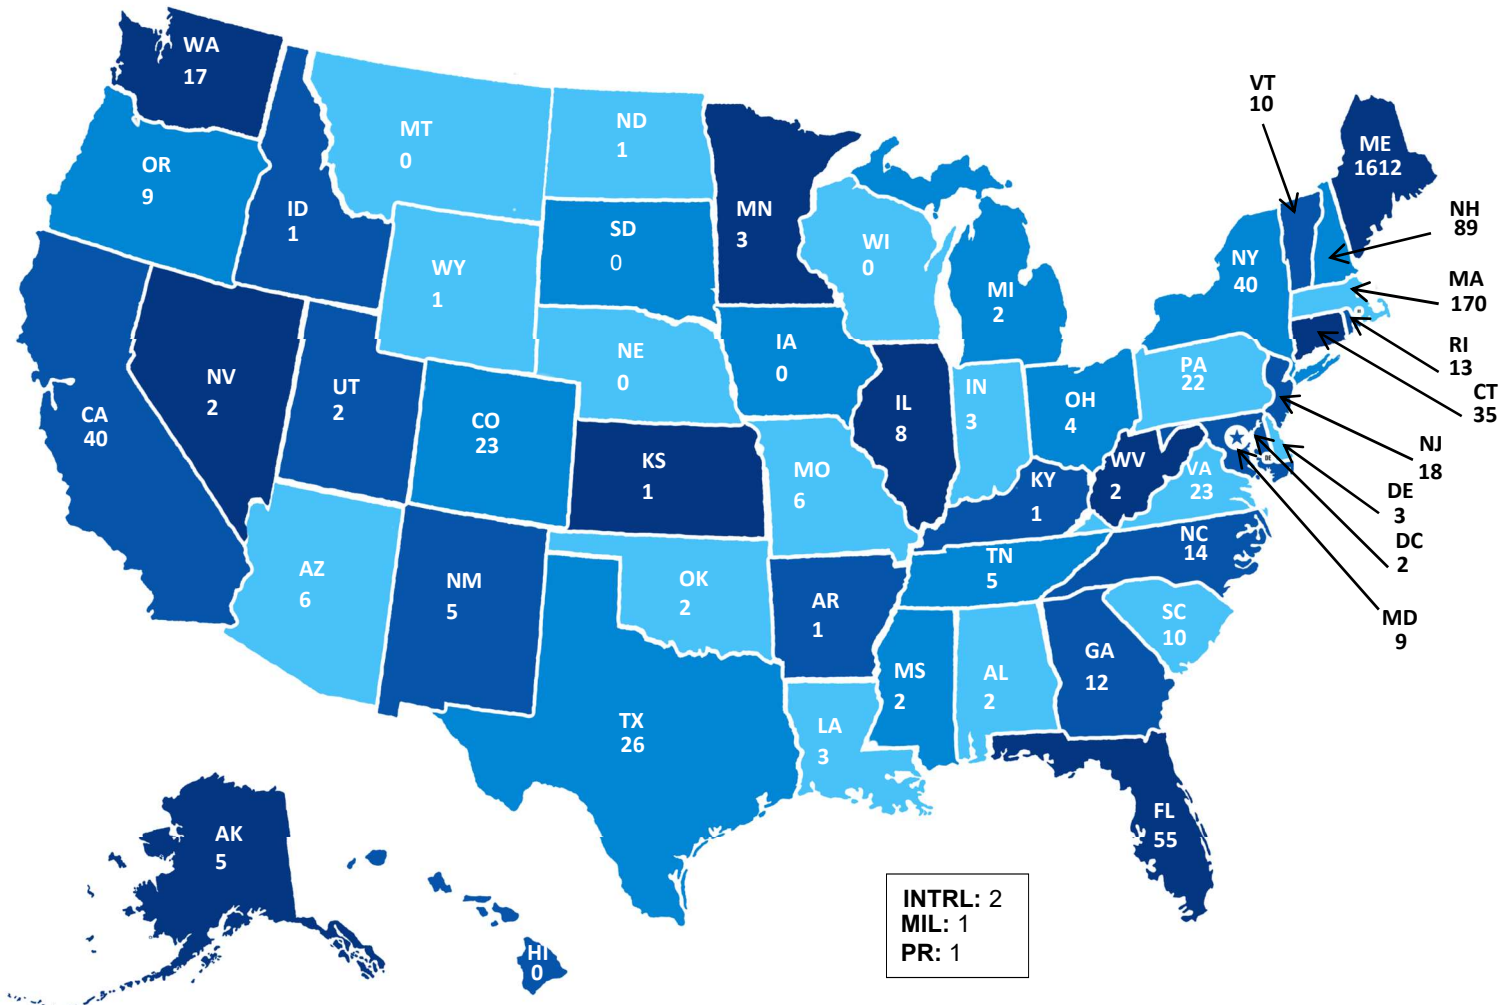 WA
17
MT
0
ND
1
VT
10
ME
1612
OR
9
ID
1
MN
3
NH
89
SD
0
WY
1
WI
0
NY
40
MI
2
MA
170
IA
0
RI
13
NE
0
NV
2
UT
2
CO
23
CA
40
IL
8
IN
3
OH
4
PA
22
CT
35
NJ
18
KS
1
MO
6
KY
1
WV
2
VA
23
DE
DE
3
DC
2
NC
14
TN
5
AZ
6
NM
5
OK
2
AR
1
SC
10
MD
9
MS
2
AL
2
GA
12
LA
3
TX
26
FL
55
AK
5
HI
0
INTRL: 2
MIL: 1
PR: 1